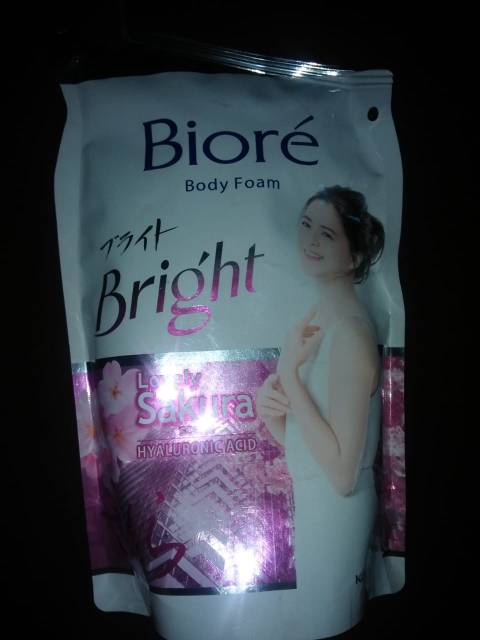 Bioré
Body Foam
ブライト
Bright
Lovely
Sakura
HYALURONIC ACID